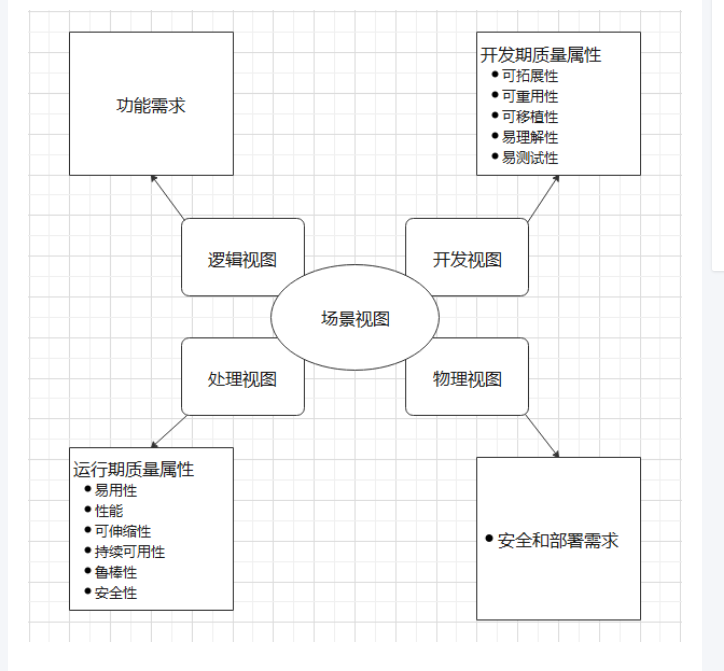 功能需求
开发期质量属性
可拓展性
可重用性
可移植性
易理解性
易测试性
逻辑视图
开发视图
场景视图
处理视图
物理视图
运行期质量属性
易用性
性能
可伸缩性
持续可用性
鲁棒性
安全性
安全和部署需求